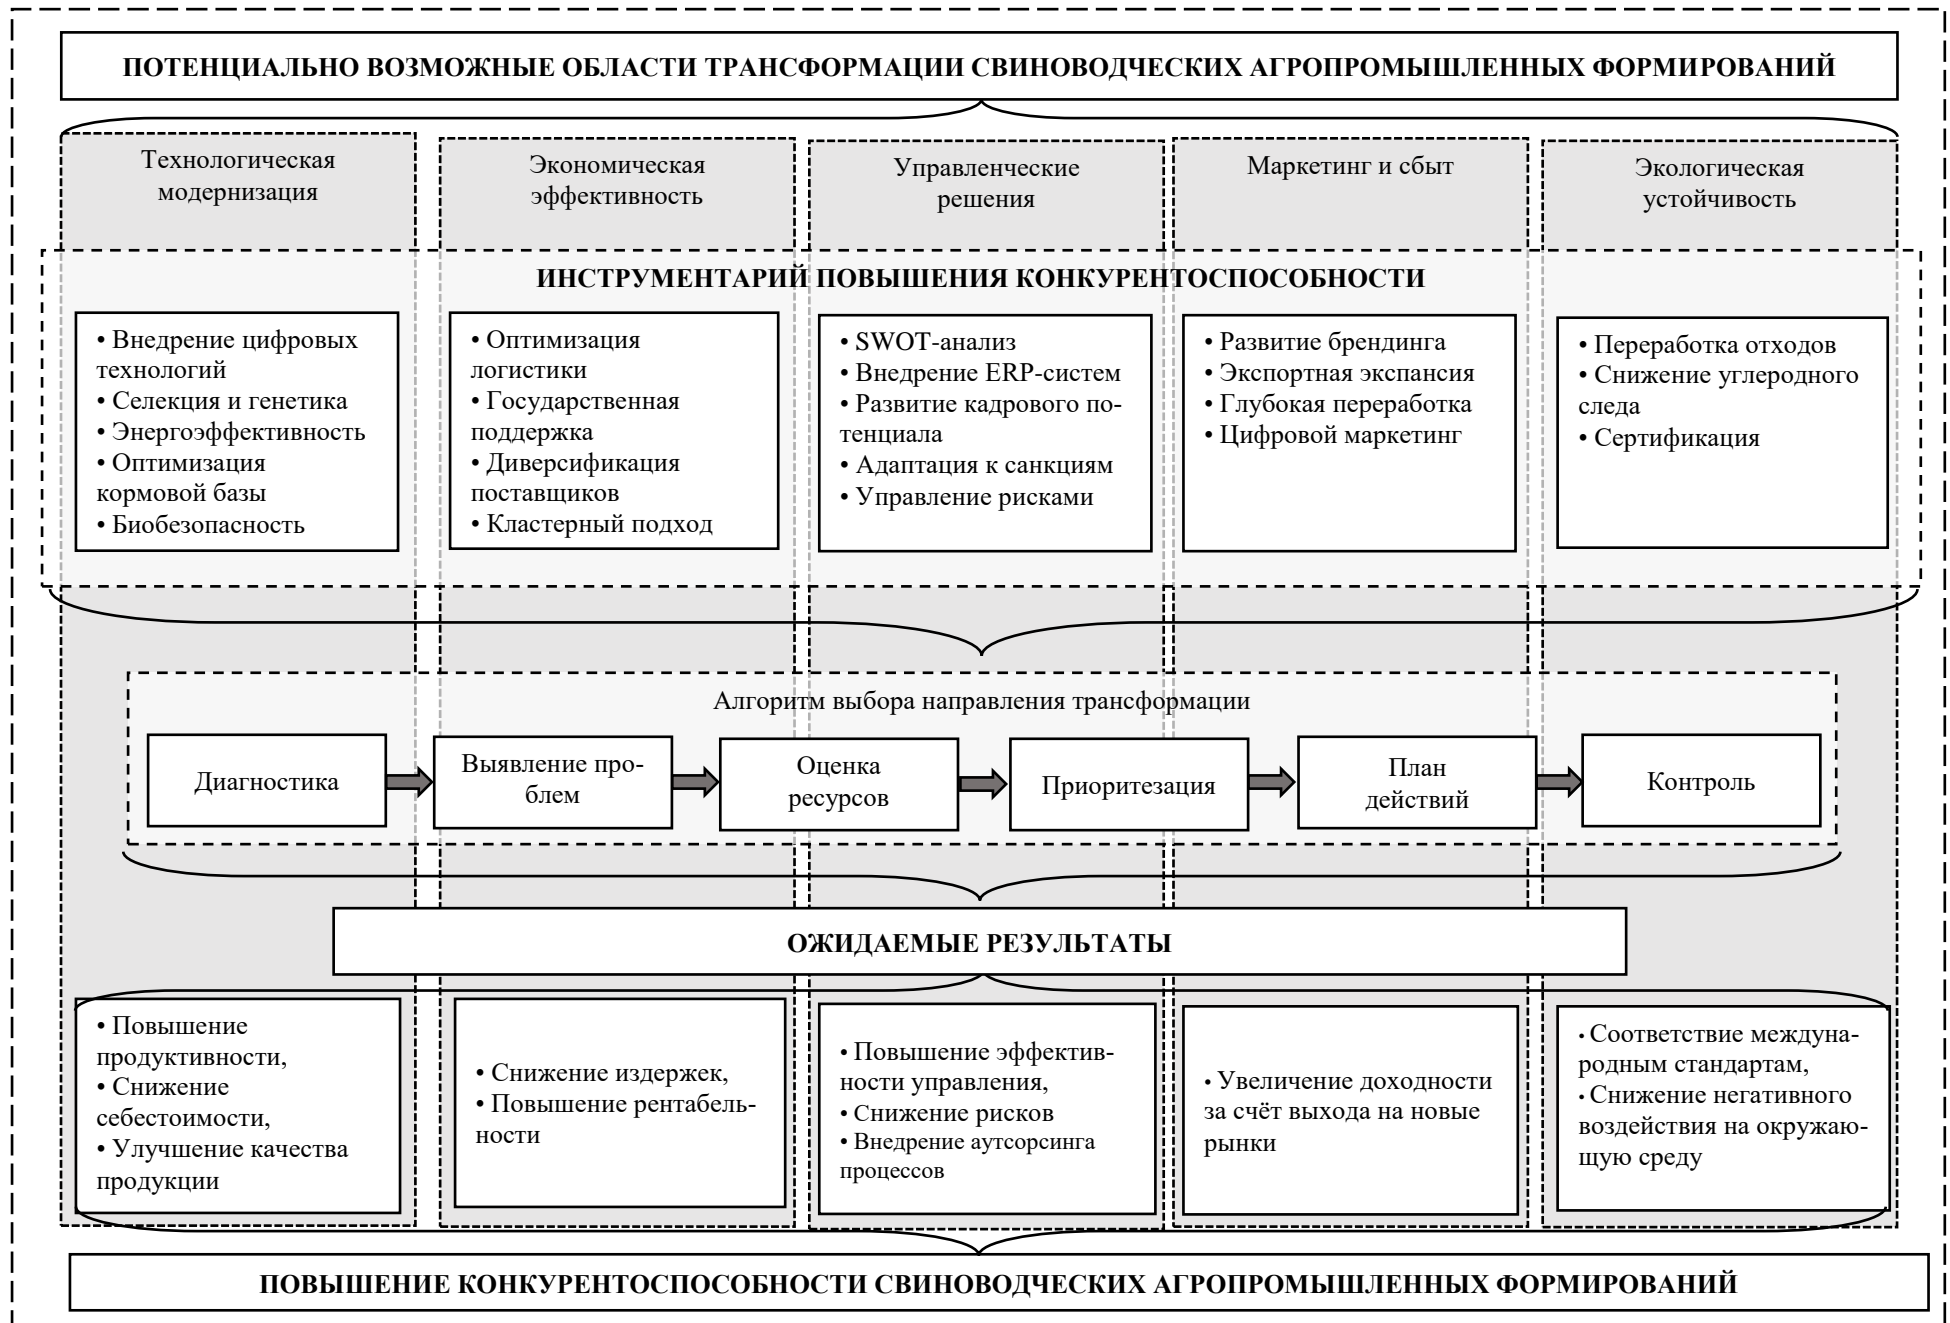 ПОТЕНЦИАЛЬНО ВОЗМОЖНЫЕ ОБЛАСТИ ТРАНСФОРМАЦИИ СВИНОВОДЧЕСКИХ АГРОПРОМЫШЛЕННЫХ ФОРМИРОВАНИЙ
Технологическая
модернизация
Экономическая
эффективность
Управленческие
решения
Маркетинг и сбыт
Экологическая
устойчивость
ИНСТРУМЕНТАРИЙ ПОВЫШЕНИЯ КОНКУРЕНТОСПОСОБНОСТИ
• Внедрение цифровых
технологий
• Селекция и генетика
• Энергоэффективность
• Оптимизация
кормовой базы
• Биобезопасность
• Оптимизация
логистики
• Государственная
поддержка
• Диверсификация
поставщиков
• Кластерный подход
• SWOT-анализ
• Внедрение ERP-систем
• Развитие кадрового по-
тенциала
• Адаптация к санкциям
• Управление рисками
• Развитие брендинга
• Экспортная экспансия
• Глубокая переработка
• Цифровой маркетинг
• Переработка отходов
• Снижение углеродного
следа
• Сертификация
Алгоритм выбора направления трансформации
Диагностика
Выявление про-
блем
Оценка
ресурсов
Приоритезация
План
действий
Контроль
ОЖИДАЕМЫЕ РЕЗУЛЬТАТЫ
• Повышение
продуктивности,
• Снижение
себестоимости,
• Улучшение качества
продукции
• Снижение издержек,
• Повышение рентабель-
ности
• Повышение эффектив-
ности управления,
• Снижение рисков
• Внедрение аутсорсинга
процессов
• Увеличение доходности
за счёт выхода на новые
рынки
• Соответствие междуна-
родным стандартам,
• Снижение негативного
воздействия на окружаю-
щую среду
ПОВЫШЕНИЕ КОНКУРЕНТОСПОСОБНОСТИ СВИНОВОДЧЕСКИХ АГРОПРОМЫШЛЕННЫХ ФОРМИРОВАНИЙ